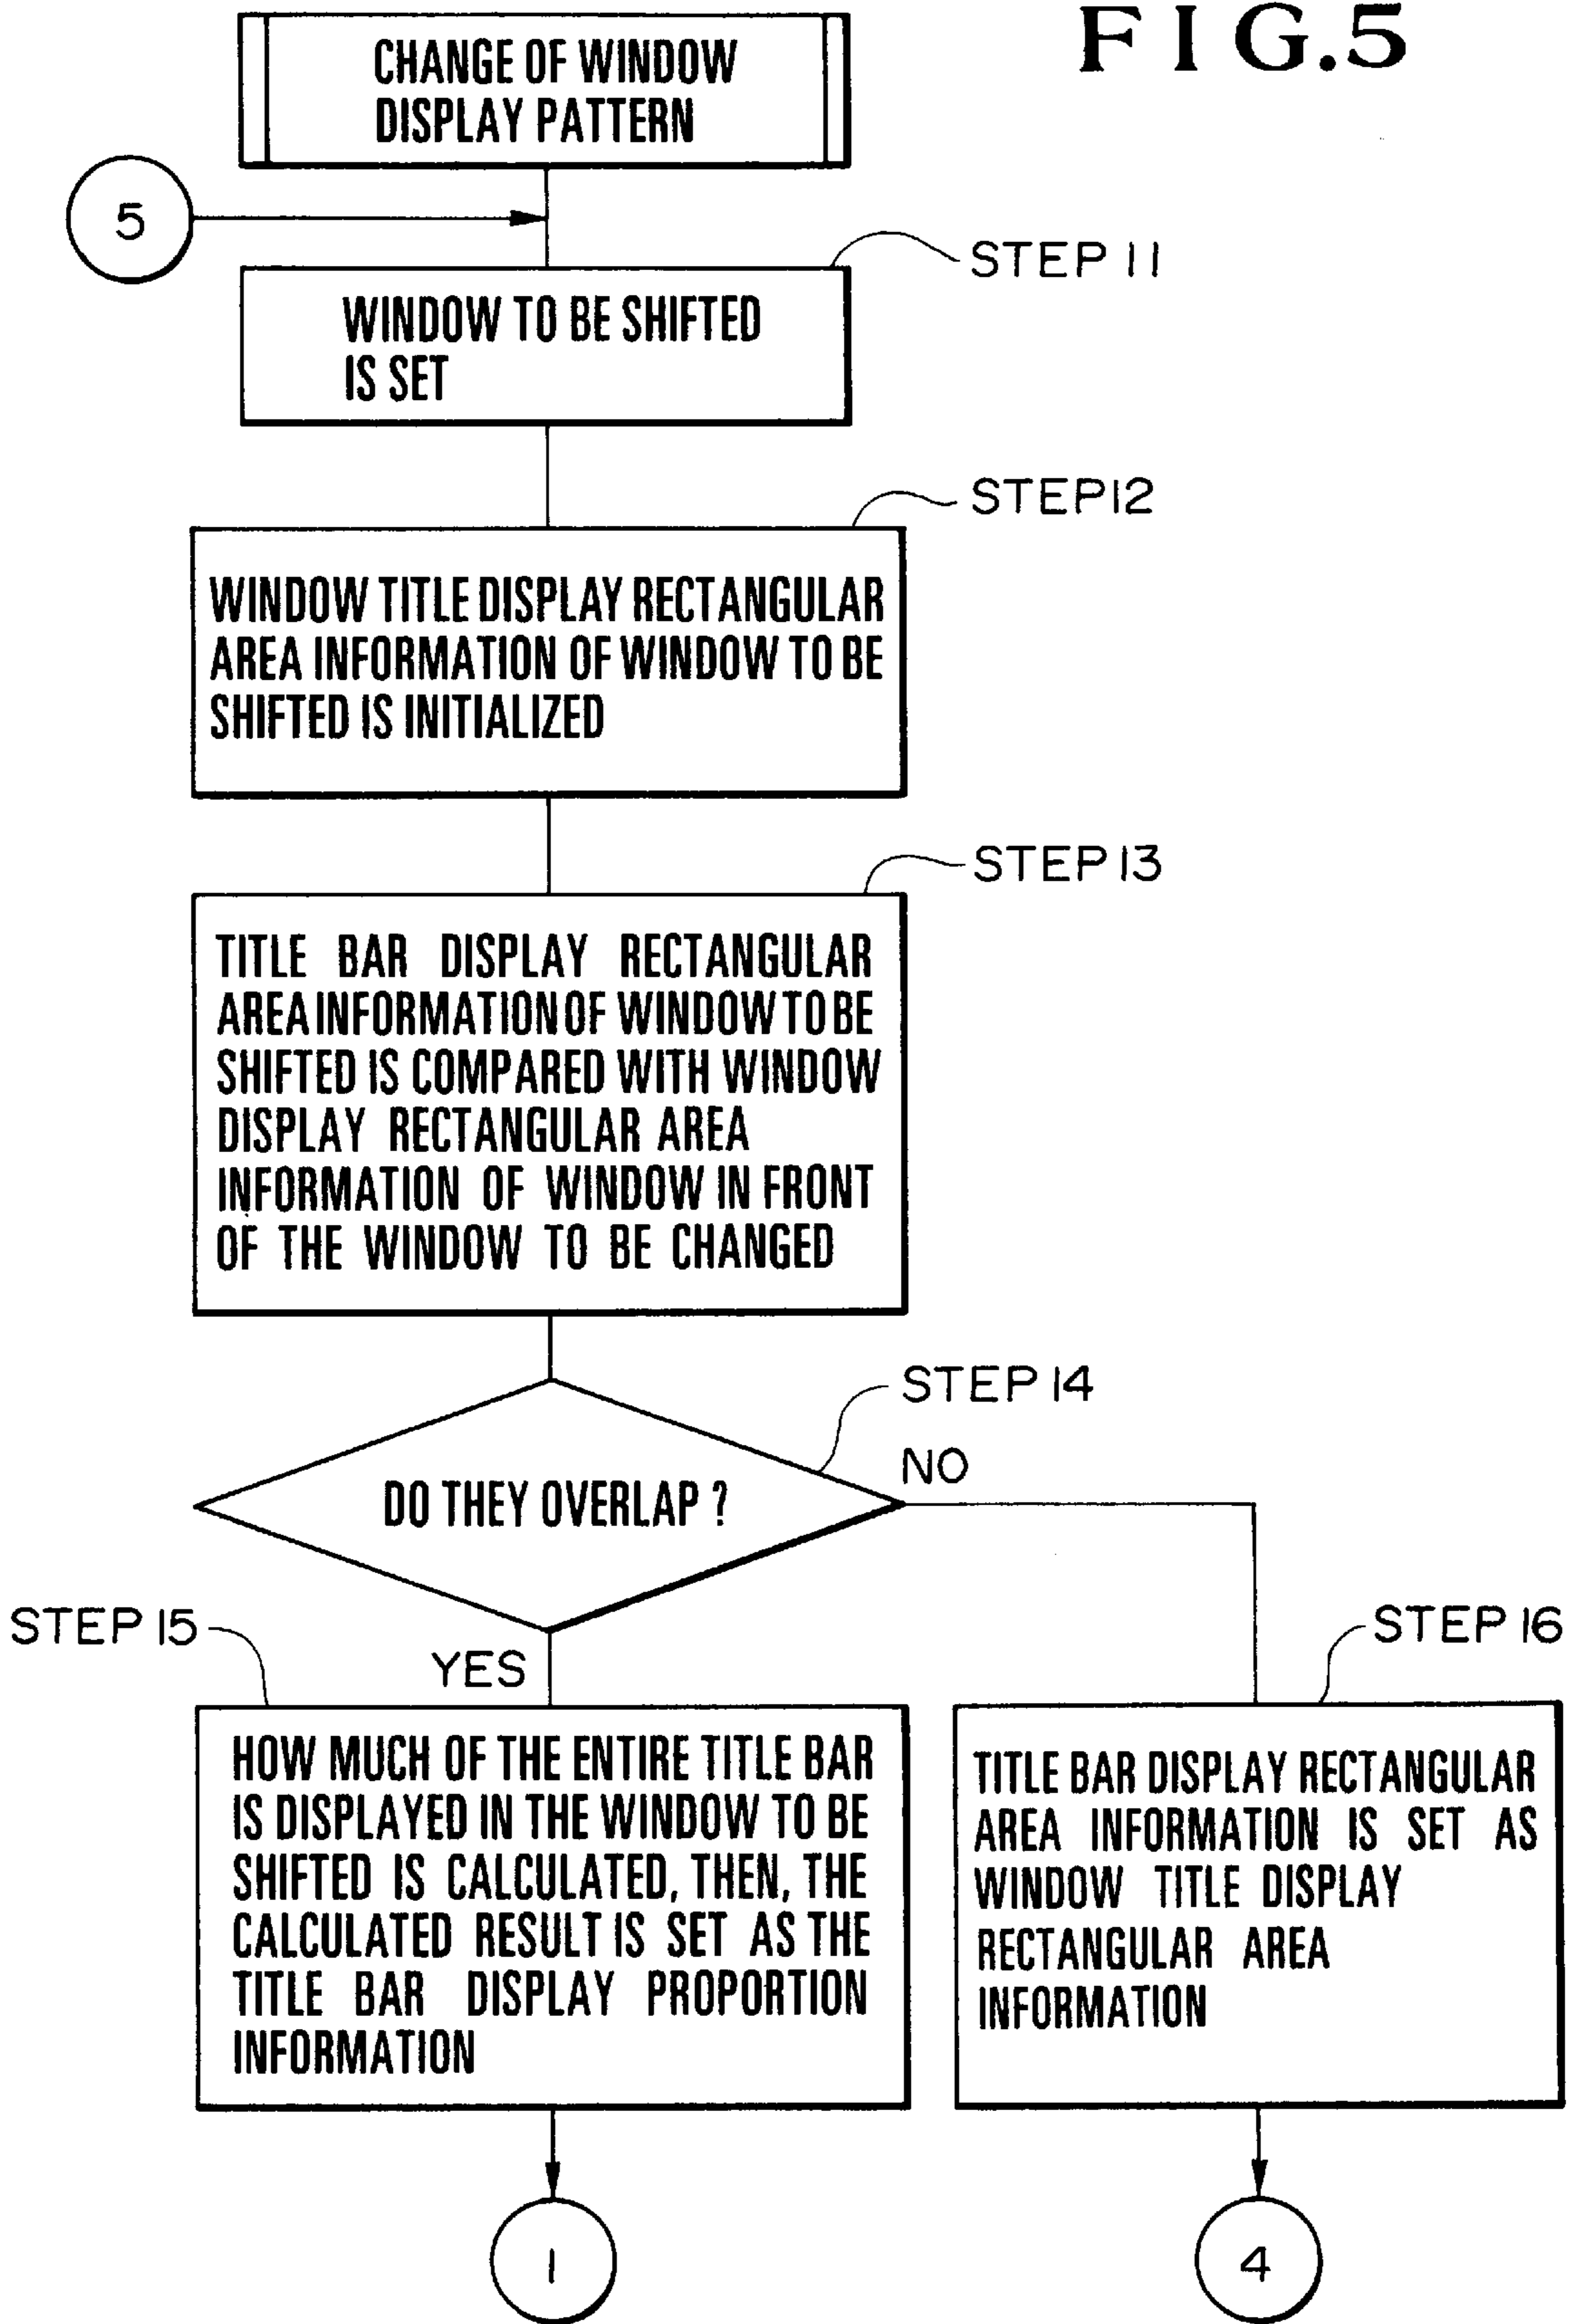 FIG.5
CHANGE OF WINDOW
DISPLAY PATTERN
5
STEP 11
WINDOW TO BE SHIFTED
IS SET
STEP12
WINDOW TITLE DISPLAY RECTANGULAR
AREA INFORMATION OF WINDOW TO BE
SHIFTED IS INITIALIZED
STEP 13
TITLE BAR DISPLAY RECTANGULAR
AREA INFORMATION OF WINDOW TO BE
SHIFTED IS COMPARED WITH WINDOW
DISPLAY RECTANGULAR AREA
INFORMATION OF WINDOW IN FRONT
OF THE WINDOW TO BE CHANGED
STEP 14
DO THEY OVERLAP ?
NO
YES
STEP 15
HOW MUCH OF THE ENTIRE TITLE BAR
IS DISPLAYED IN THE WINDOW TO BE
SHIFTED IS CALCULATED, THEN, THE
CALCULATED RESULT IS SET AS THE
TITLE BAR DISPLAY PROPORTION
INFORMATION
STEP 16
TITLE BAR DISPLAY RECTANGULAR
AREA INFORMATION IS SET AS
WINDOW TITLE DISPLAY
RECTANGULAR AREA
INFORMATION
1
4